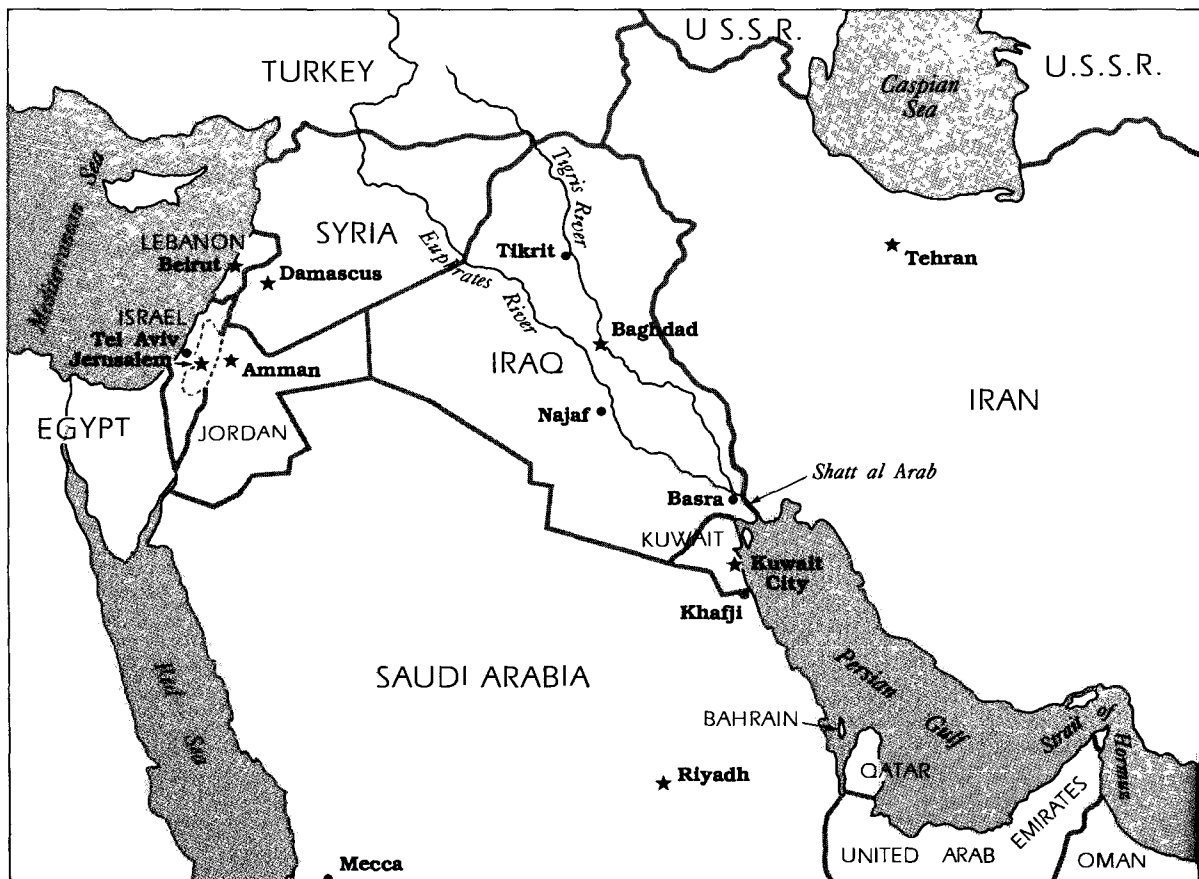 U S.S.R.
TURKEY
Caspian
Sea
U.S.S.R.
Mediterranean Sea
Tigris River
LEBANON
Beirut
SYRIA
Damascus
Euphrates
River
Tikrit
Tehran
ISRAEL
Tel Aviv
Jerusalem
Amman
Baghdad
IRAQ
IRAN
EGYPT
JORDAN
Najaf
Shatt al Arab
Basra
KUWAIT
Kuwait
City
Khafji
SAUDI ARABIA
Red
Sea
Persian
Gulf
Strait of
Hormuz
BAHRAIN
QATAR
Riyadh
UNITED ARAB EMIRATES
OMAN
Mecca